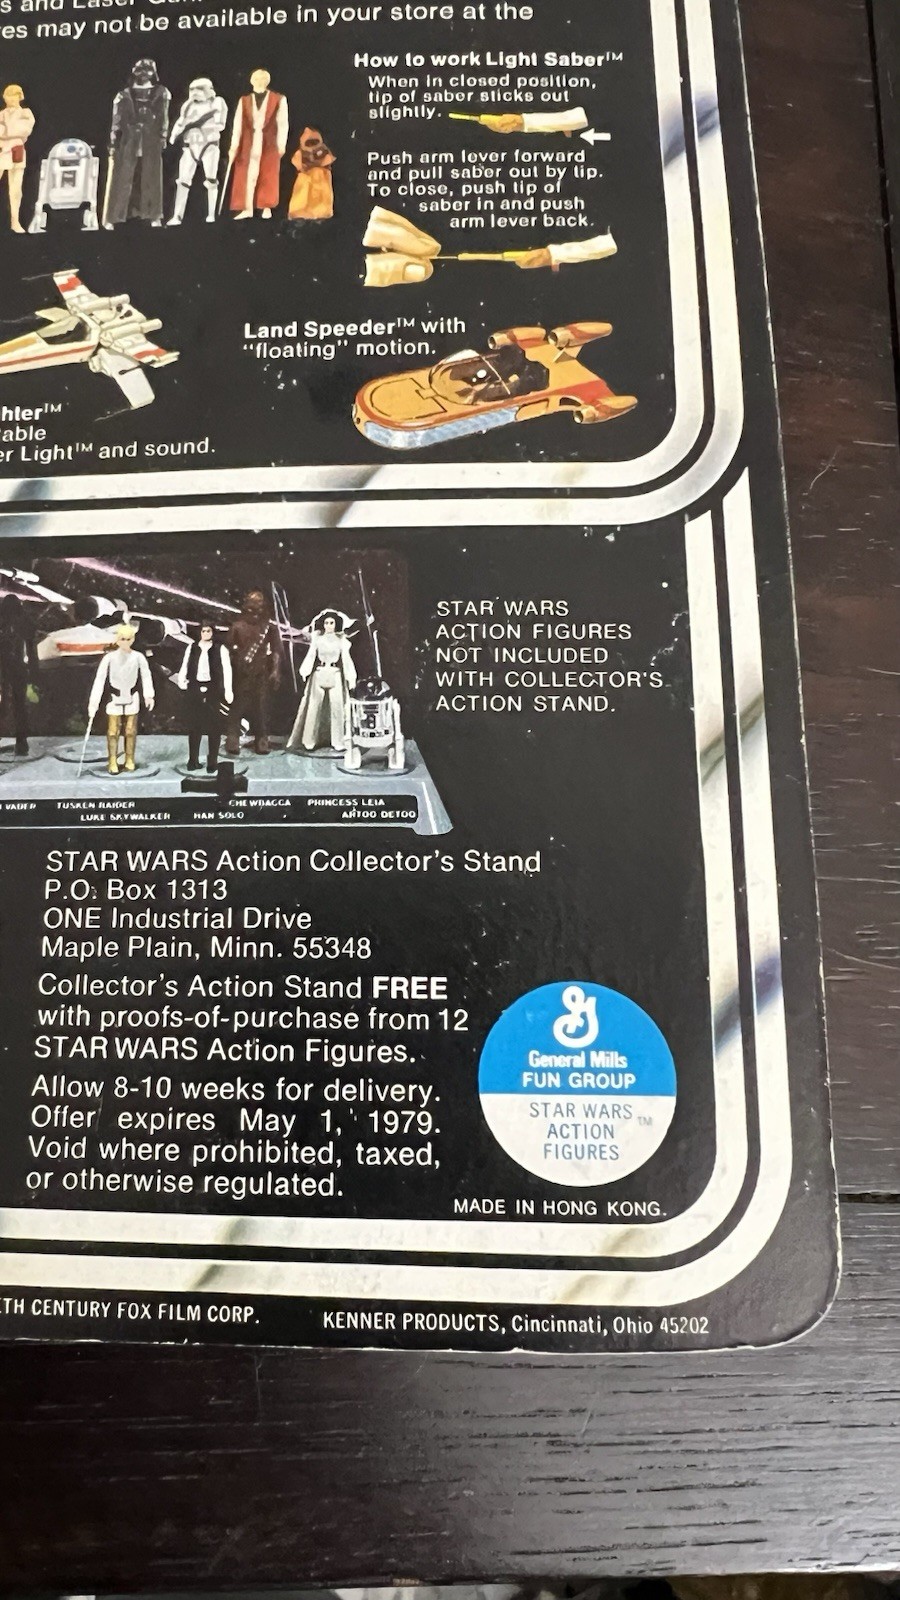 s and Laser
es may not be available in your store at the
How to work Light Saber™
When in closed position,
tip of saber sticks out
slightly.
Push arm lever forward
and pull saber out by tip.
To close, push tip of
saber in and push
arm lever back.
Land Speeder™ with
"floating" motion.
hter™
able
er Light™ and sound.
STAR WARS
ACTION FIGURES
NOT INCLUDED
WITH COLLECTOR'S
ACTION STAND.
VADER TUSKEN RAIDER CHEWBACCA PRINCESS LEIA
LUKE SKYWALKER HAN SOLO ARTOO DETOO
STAR WARS Action Collector's Stand
P.O. Box 1313
ONE Industrial Drive
Maple Plain, Minn. 55348
Collector's Action Stand FREE
with proofs-of-purchase from 12
STAR WARS Action Figures.
Allow 8-10 weeks for delivery.
Offer expires May 1, 1979.
Void where prohibited, taxed,
or otherwise regulated.
General Mills
FUN GROUP
STAR WARS™
ACTION
FIGURES
MADE IN HONG KONG.
TH CENTURY FOX FILM CORP. KENNER PRODUCTS, Cincinnati, Ohio 45202